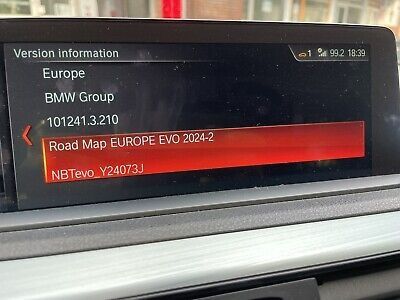 Version information 1 99.2 18:39
Europe
BMW Group
101241.3.210
Road Map EUROPE EVO 2024-2
NBTevo_Y24073J